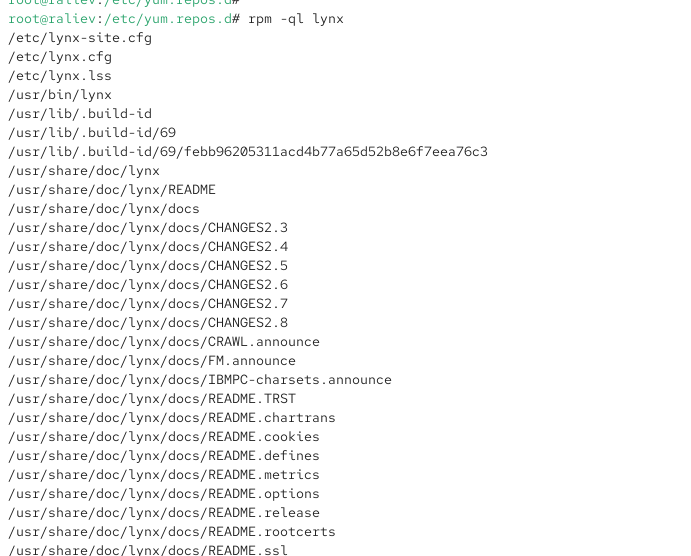 root@raliev:/etc/yum.repos.d#
root@raliev:/etc/yum.repos.d# rpm -ql lynx
/etc/lynx-site.cfg
/etc/lynx.cfg
/etc/lynx.lss
/usr/bin/lynx
/usr/lib/.build-id
/usr/lib/.build-id/69
/usr/lib/.build-id/69/febb96205311acd4b77a65d52b8e6f7eea76c3
/usr/share/doc/lynx
/usr/share/doc/lynx/README
/usr/share/doc/lynx/docs
/usr/share/doc/lynx/docs/CHANGES2.3
/usr/share/doc/lynx/docs/CHANGES2.4
/usr/share/doc/lynx/docs/CHANGES2.5
/usr/share/doc/lynx/docs/CHANGES2.6
/usr/share/doc/lynx/docs/CHANGES2.7
/usr/share/doc/lynx/docs/CHANGES2.8
/usr/share/doc/lynx/docs/CRAWL.announce
/usr/share/doc/lynx/docs/FM.announce
/usr/share/doc/lynx/docs/IBMPC-charsets.announce
/usr/share/doc/lynx/docs/README.TRST
/usr/share/doc/lynx/docs/README.chartrans
/usr/share/doc/lynx/docs/README.cookies
/usr/share/doc/lynx/docs/README.defines
/usr/share/doc/lynx/docs/README.metrics
/usr/share/doc/lynx/docs/README.options
/usr/share/doc/lynx/docs/README.release
/usr/share/doc/lynx/docs/README.rootcerts
/usr/share/doc/lynx/docs/README.ssl